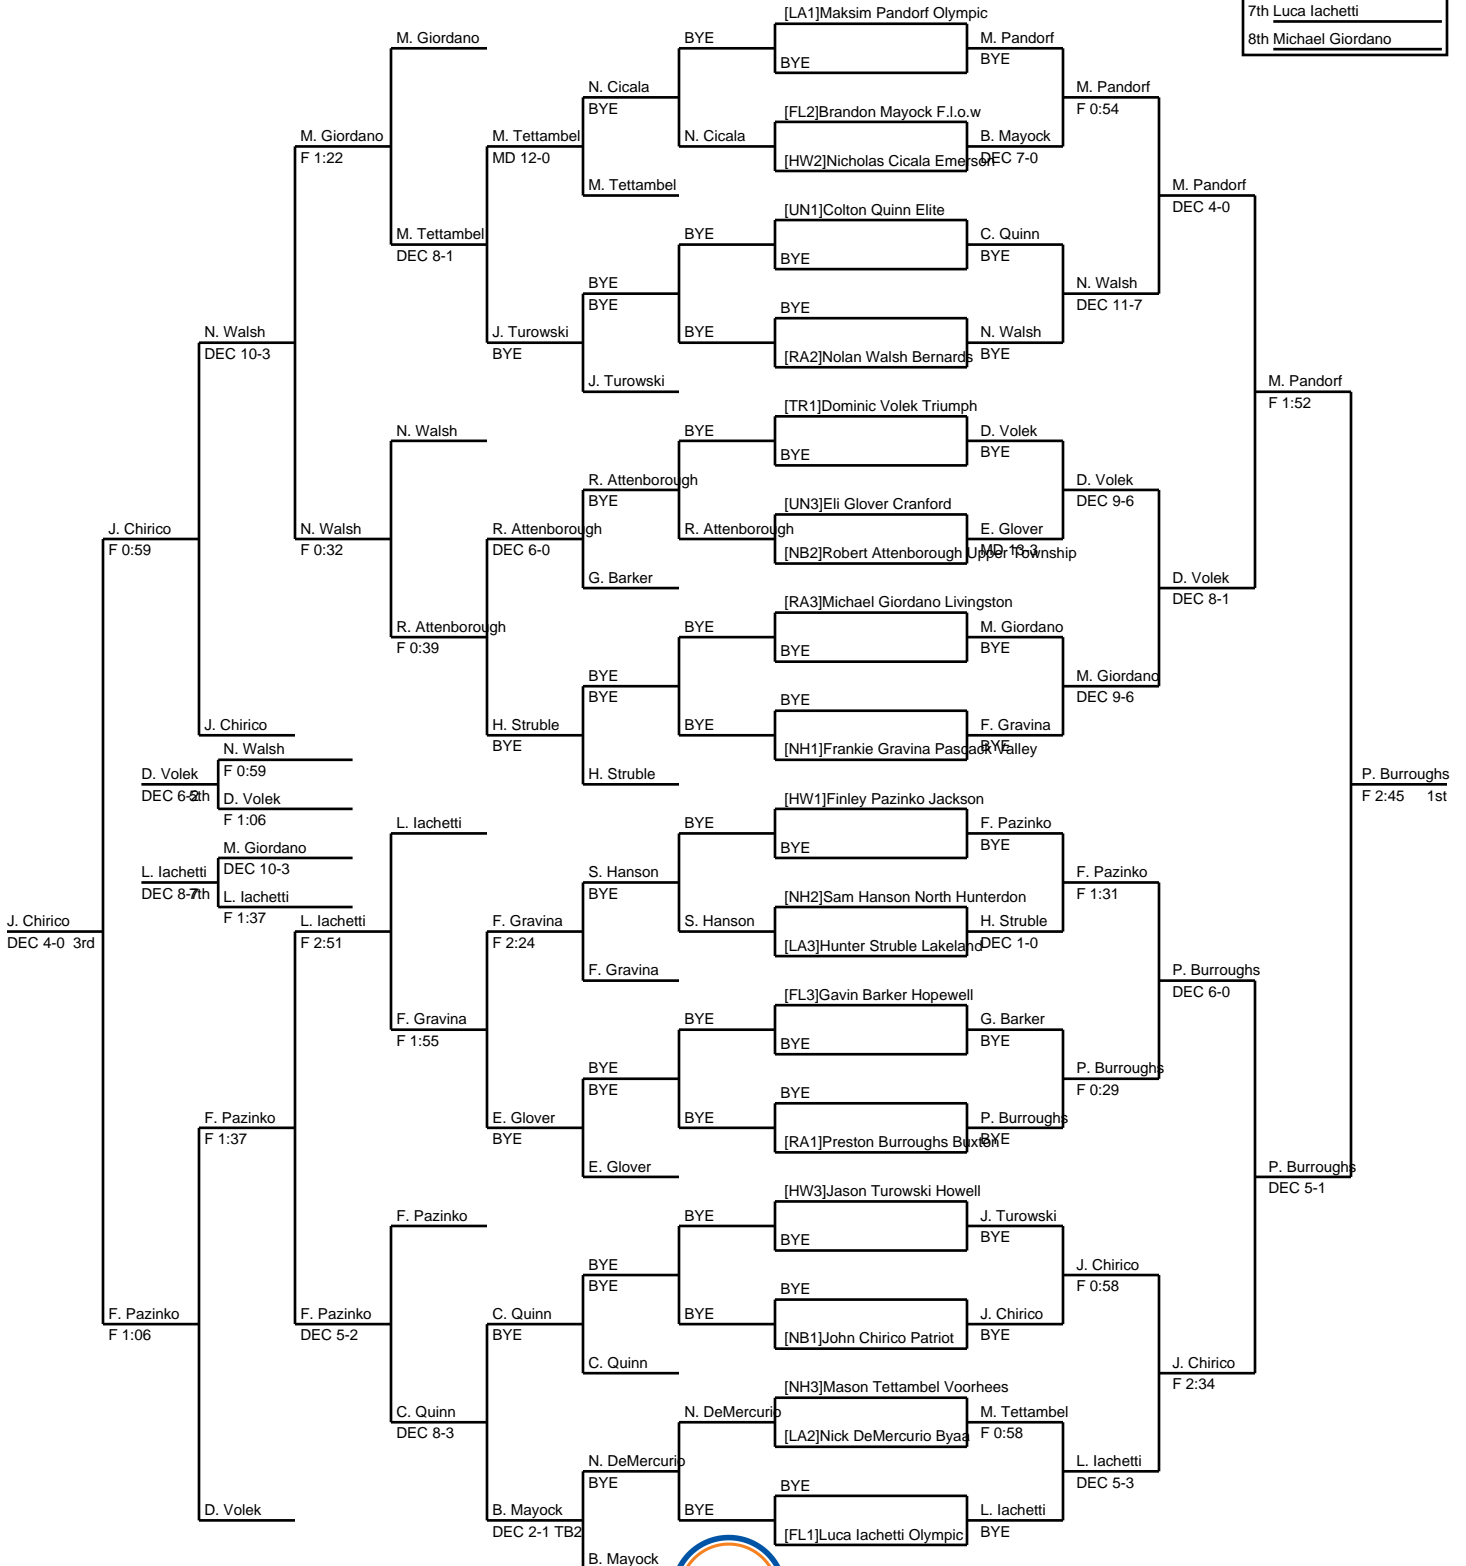 7th Luca Iachetti
8th Michael Giordano
[LA1]Maksim Pandorf Olympic
M. Giordano
BYE
M. Pandorf
BYE
BYE
N. Cicala
BYE
M. Pandorf
F 0:54
[FL2]Brandon Mayock F.l.o.w
M. Giordano
F 1:22
M. Tettambel
MD 12-0
N. Cicala
B. Mayock
DEC 7-0
[HW2]Nicholas Cicala Emerson
M. Tettambel
M. Pandorf
DEC 4-0
[UN1]Colton Quinn Elite
M. Tettambel
DEC 8-1
BYE
C. Quinn
BYE
BYE
BYE
BYE
N. Walsh
DEC 11-7
BYE
N. Walsh
DEC 10-3
J. Turowski
BYE
BYE
N. Walsh
BYE
[RA2]Nolan Walsh Bernards
J. Turowski
M. Pandorf
F 1:52
[TR1]Dominic Volek Triumph
N. Walsh
BYE
D. Volek
BYE
BYE
R. Attenborough
BYE
D. Volek
DEC 9-6
[UN3]Eli Glover Cranford
J. Chirico
F 0:59
N. Walsh
F 0:32
R. Attenborough
DEC 6-0
R. Attenborough
E. Glover
MD 13-3
[NB2]Robert Attenborough Upper Township
G. Barker
D. Volek
DEC 8-1
[RA3]Michael Giordano Livingston
R. Attenborough
F 0:39
BYE
M. Giordano
BYE
BYE
BYE
BYE
M. Giordano
DEC 9-6
BYE
J. Chirico
H. Struble
BYE
BYE
F. Gravina
BYE
[NH1]Frankie Gravina Pascack Valley
N. Walsh
F 0:59
D. Volek
DEC 6-2 5th
H. Struble
P. Burroughs
F 2:45 1st
D. Volek
F 1:06
[HW1]Finley Pazinko Jackson
L. Iachetti
BYE
F. Pazinko
BYE
BYE
M. Giordano
DEC 10-3
L. Iachetti
DEC 8-7 7th
S. Hanson
BYE
F. Pazinko
F 1:31
L. Iachetti
F 1:37
[NH2]Sam Hanson North Hunterdon
J. Chirico
DEC 4-0 3rd
L. Iachetti
F 2:51
F. Gravina
F 2:24
S. Hanson
H. Struble
DEC 1-0
[LA3]Hunter Struble Lakeland
F. Gravina
P. Burroughs
DEC 6-0
[FL3]Gavin Barker Hopewell
F. Gravina
F 1:55
BYE
G. Barker
BYE
BYE
BYE
BYE
P. Burroughs
F 0:29
BYE
F. Pazinko
F 1:37
E. Glover
BYE
BYE
P. Burroughs
BYE
[RA1]Preston Burroughs Buxton
E. Glover
P. Burroughs
DEC 5-1
[HW3]Jason Turowski Howell
F. Pazinko
BYE
J. Turowski
BYE
BYE
BYE
BYE
J. Chirico
F 0:58
BYE
F. Pazinko
F 1:06
F. Pazinko
DEC 5-2
C. Quinn
BYE
BYE
J. Chirico
BYE
[NB1]John Chirico Patriot
C. Quinn
J. Chirico
F 2:34
[NH3]Mason Tettambel Voorhees
C. Quinn
DEC 8-3
N. DeMercurio
M. Tettambel
F 0:58
[LA2]Nick DeMercurio Byaa
N. DeMercurio
BYE
L. Iachetti
DEC 5-3
BYE
D. Volek
B. Mayock
DEC 2-1 TB2
BYE
L. Iachetti
BYE
[FL1]Luca Iachetti Olympic
B. Mayock